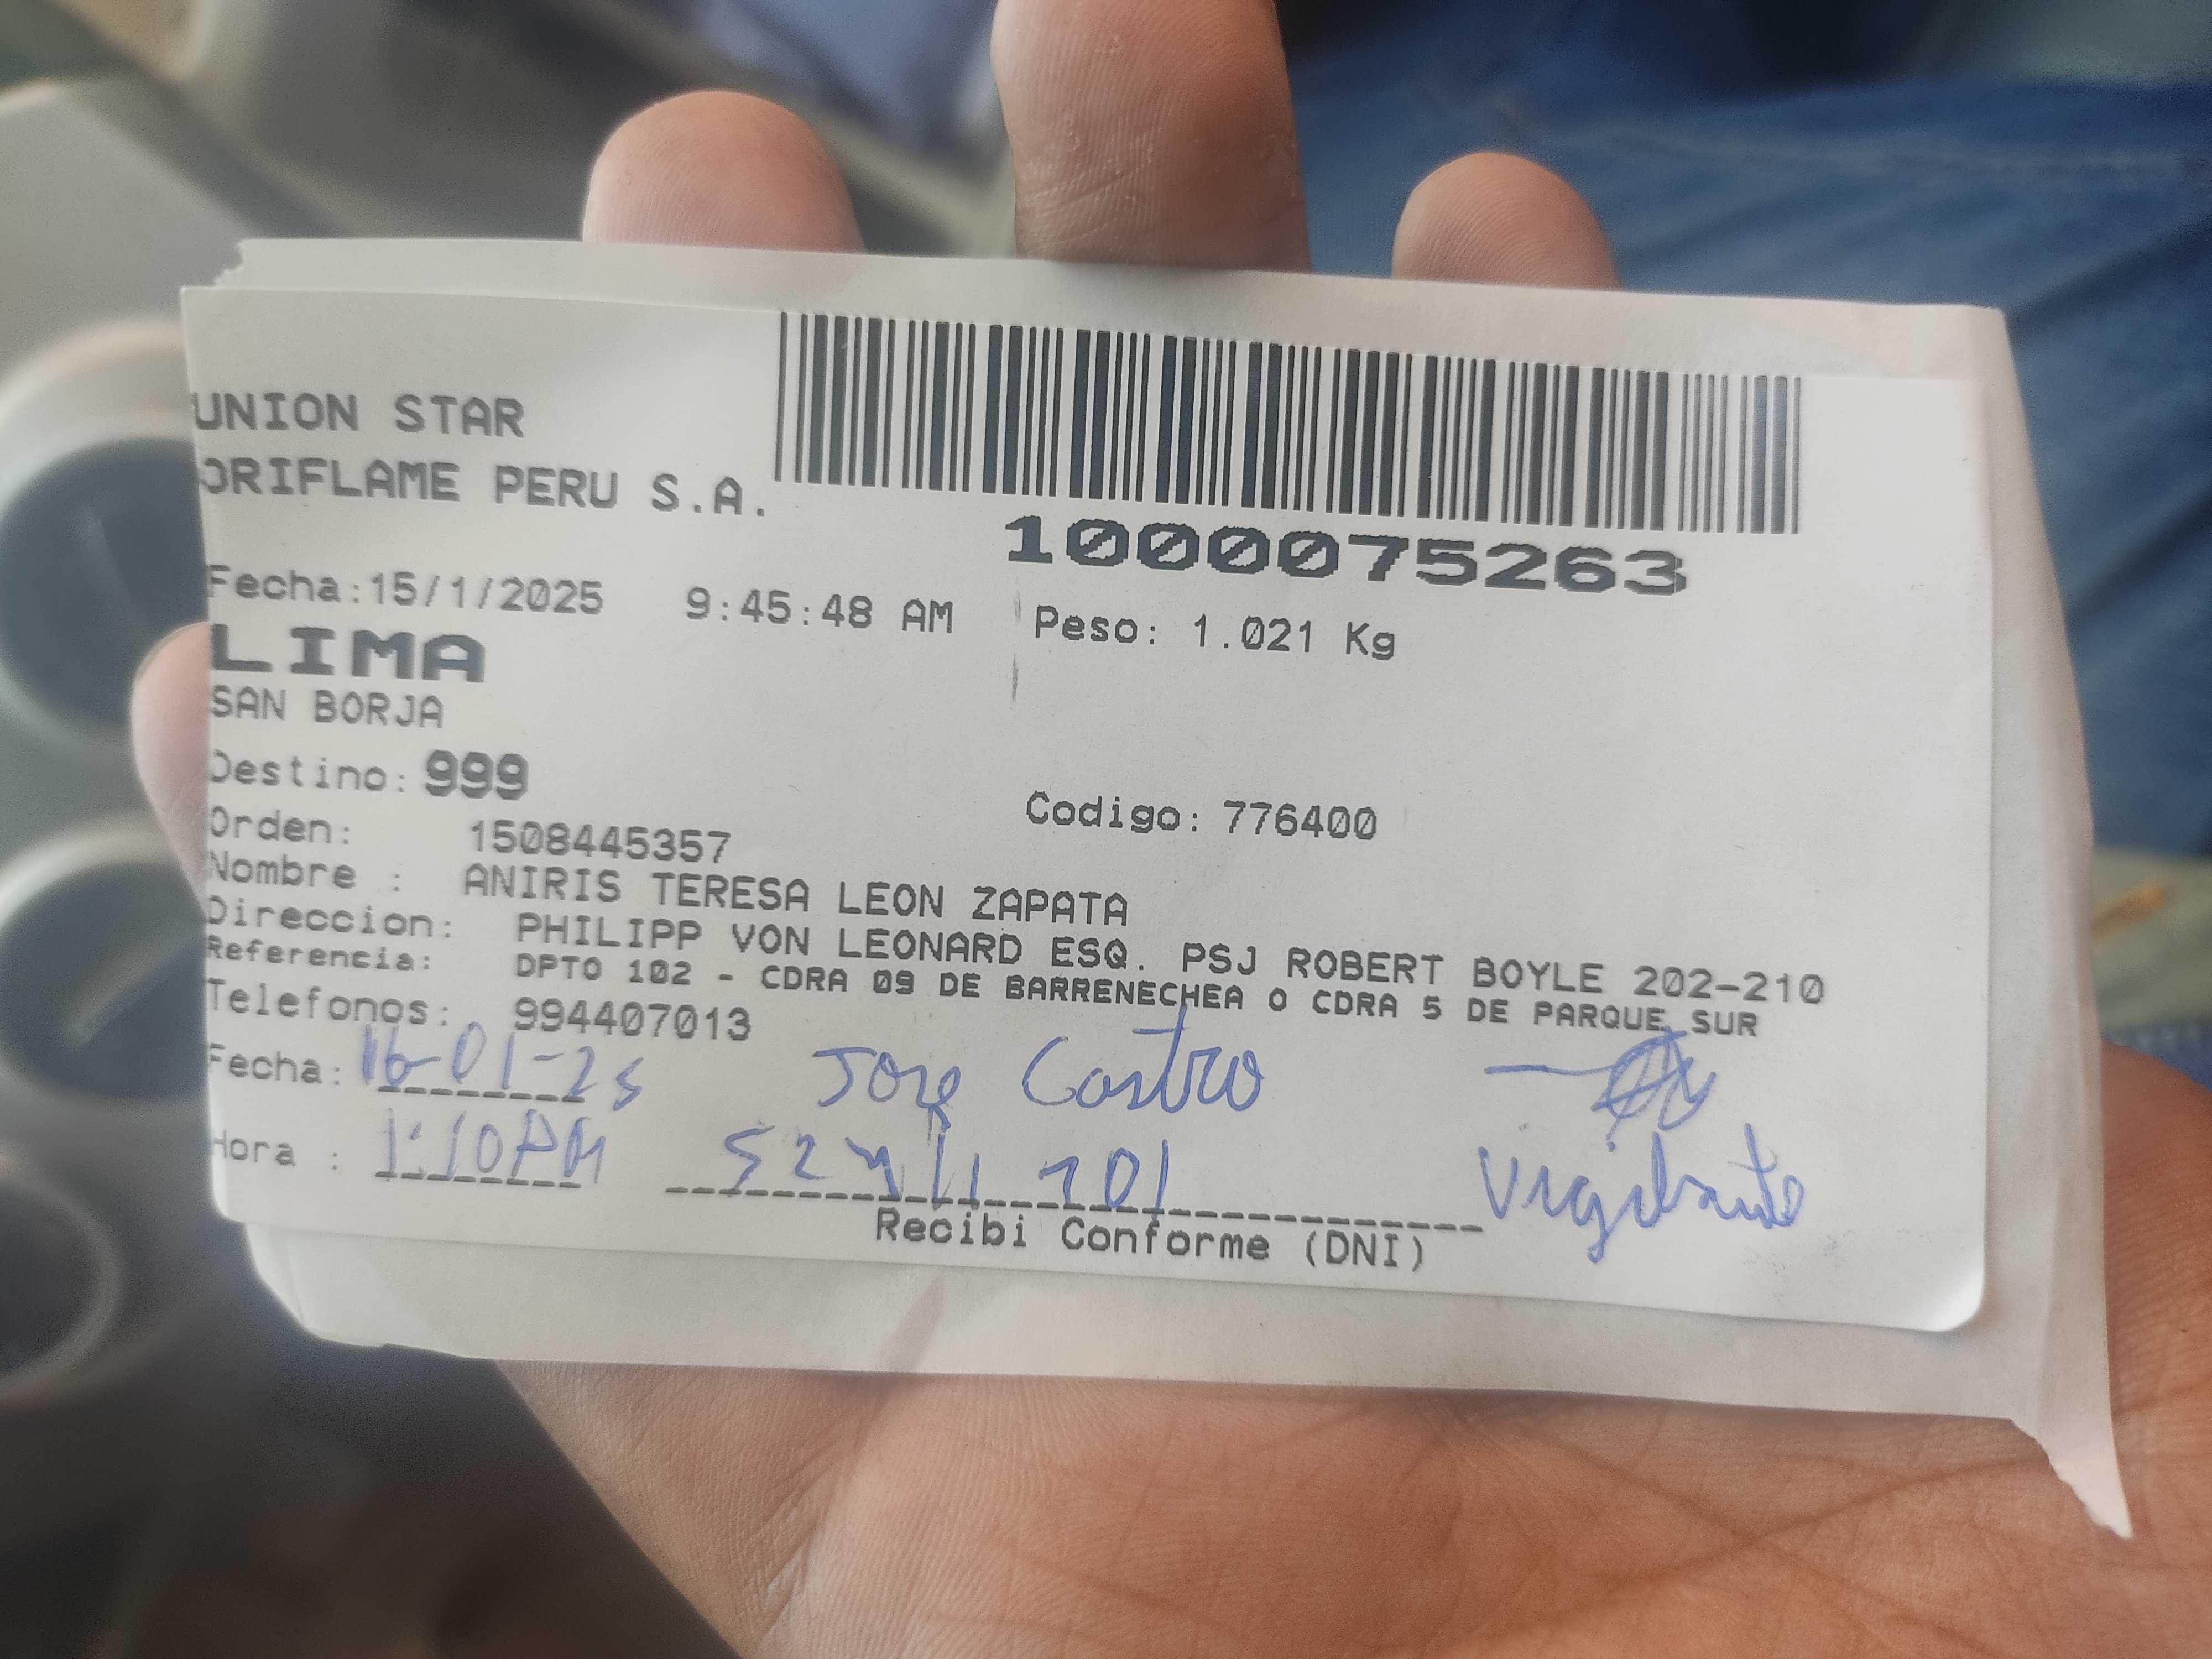 UNION STAR
ORIFLAME PERU S.A.
1000075263
Fecha:15/1/2025 9:45:48 AM Peso: 1.021 Kg
LIMA
SAN BORJA
Destino: 999
Codigo: 776400
Orden: 1508445357
Nombre : ANIRIS TERESA LEON ZAPATA
Direccion: PHILIPP VON LEONARD ESQ. PSJ ROBERT BOYLE 202-210
Referencia: DPTO 102 - CDRA 09 DE BARRENECHEA O CDRA 5 DE PARQUE SUR
Telefonos: 994407013
Fecha: 16-01-25 Jose Castro
Hora : 1:10PM Vigilante
Recibi Conforme (DNI)